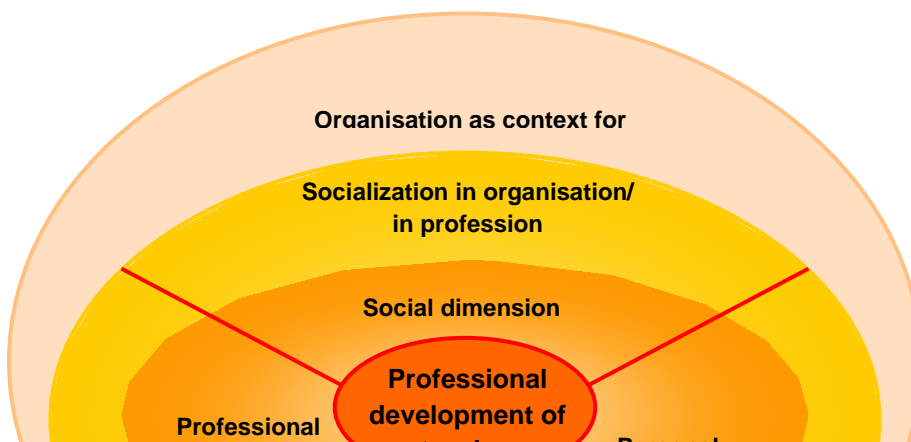 Organisation as context for
Socialization in organisation/
in profession
Social dimension
Professional
development of
Professional